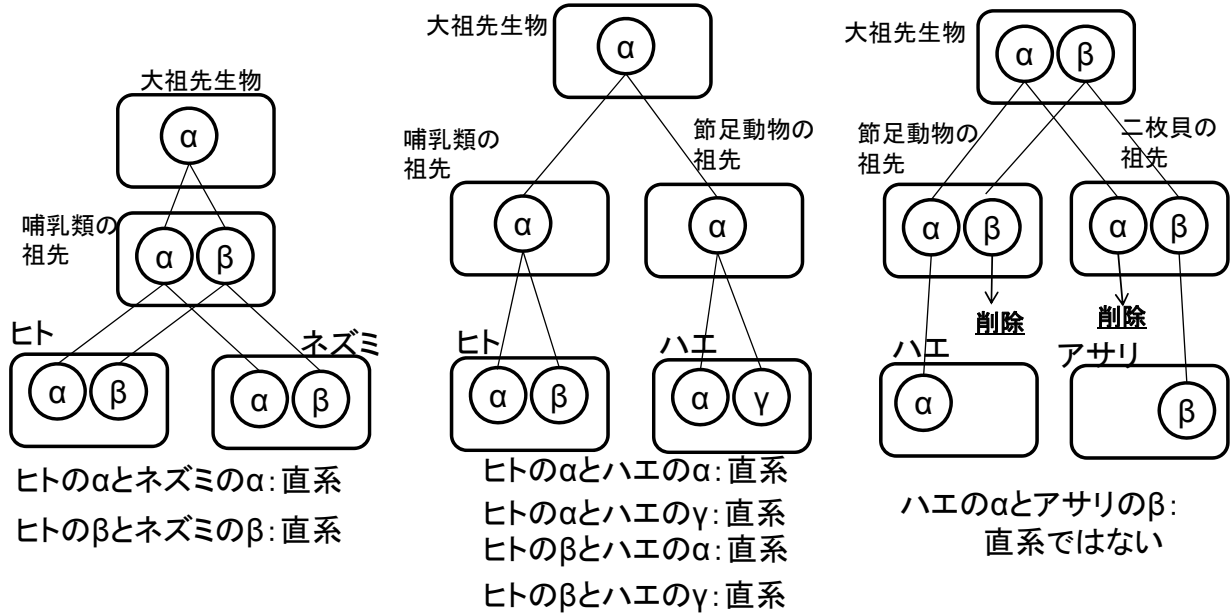 大祖先生物
α
哺乳類の
祖先
α β
ヒト
α β
ネズミ
α β
ヒトのαとネズミのα:直系
ヒトのβとネズミのβ:直系
大祖先生物
α
哺乳類の
祖先
α
節足動物の
祖先
α
ヒト
α β
ハエ
α γ
ヒトのαとハエのα:直系
ヒトのαとハエのγ:直系
ヒトのβとハエのα:直系
ヒトのβとハエのγ:直系
大祖先生物
α β
節足動物の
祖先
α β
削除
二枚貝の
祖先
α β
削除
ハエ
α
アサリ
β
ハエのαとアサリのβ:
直系ではない